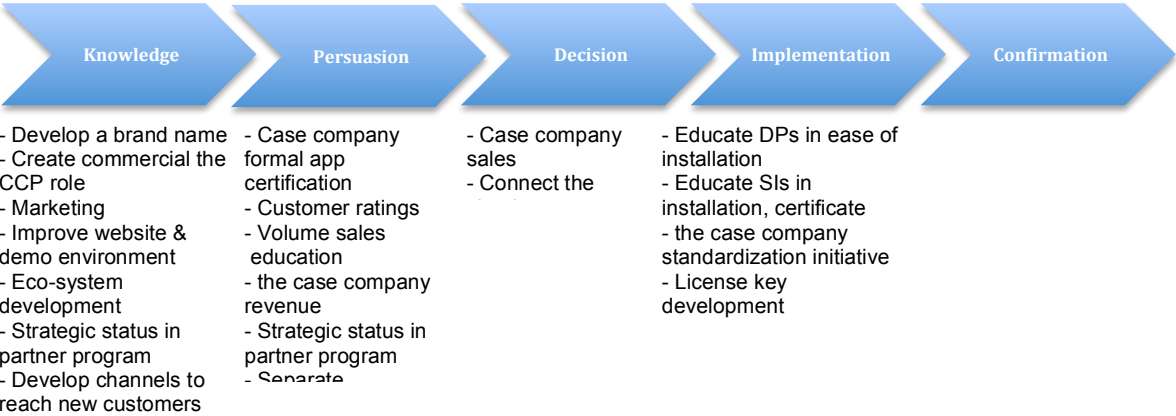 Knowledge
Persuasion
Decision
Implementation
Confirmation
- Develop a brand name
- Create commercial the
CCP role
- Marketing
- Improve website &
demo environment
- Eco-system
development
- Strategic status in
partner program
- Develop channels to
reach new customers
- Case company
formal app
certification
- Customer ratings
- Volume sales
education
- the case company
revenue
- Strategic status in
partner program
- Separate
- Case company
sales
- Connect the
- Educate DPs in ease of
installation
- Educate SIs in
installation, certificate
- the case company
standardization initiative
- License key
development